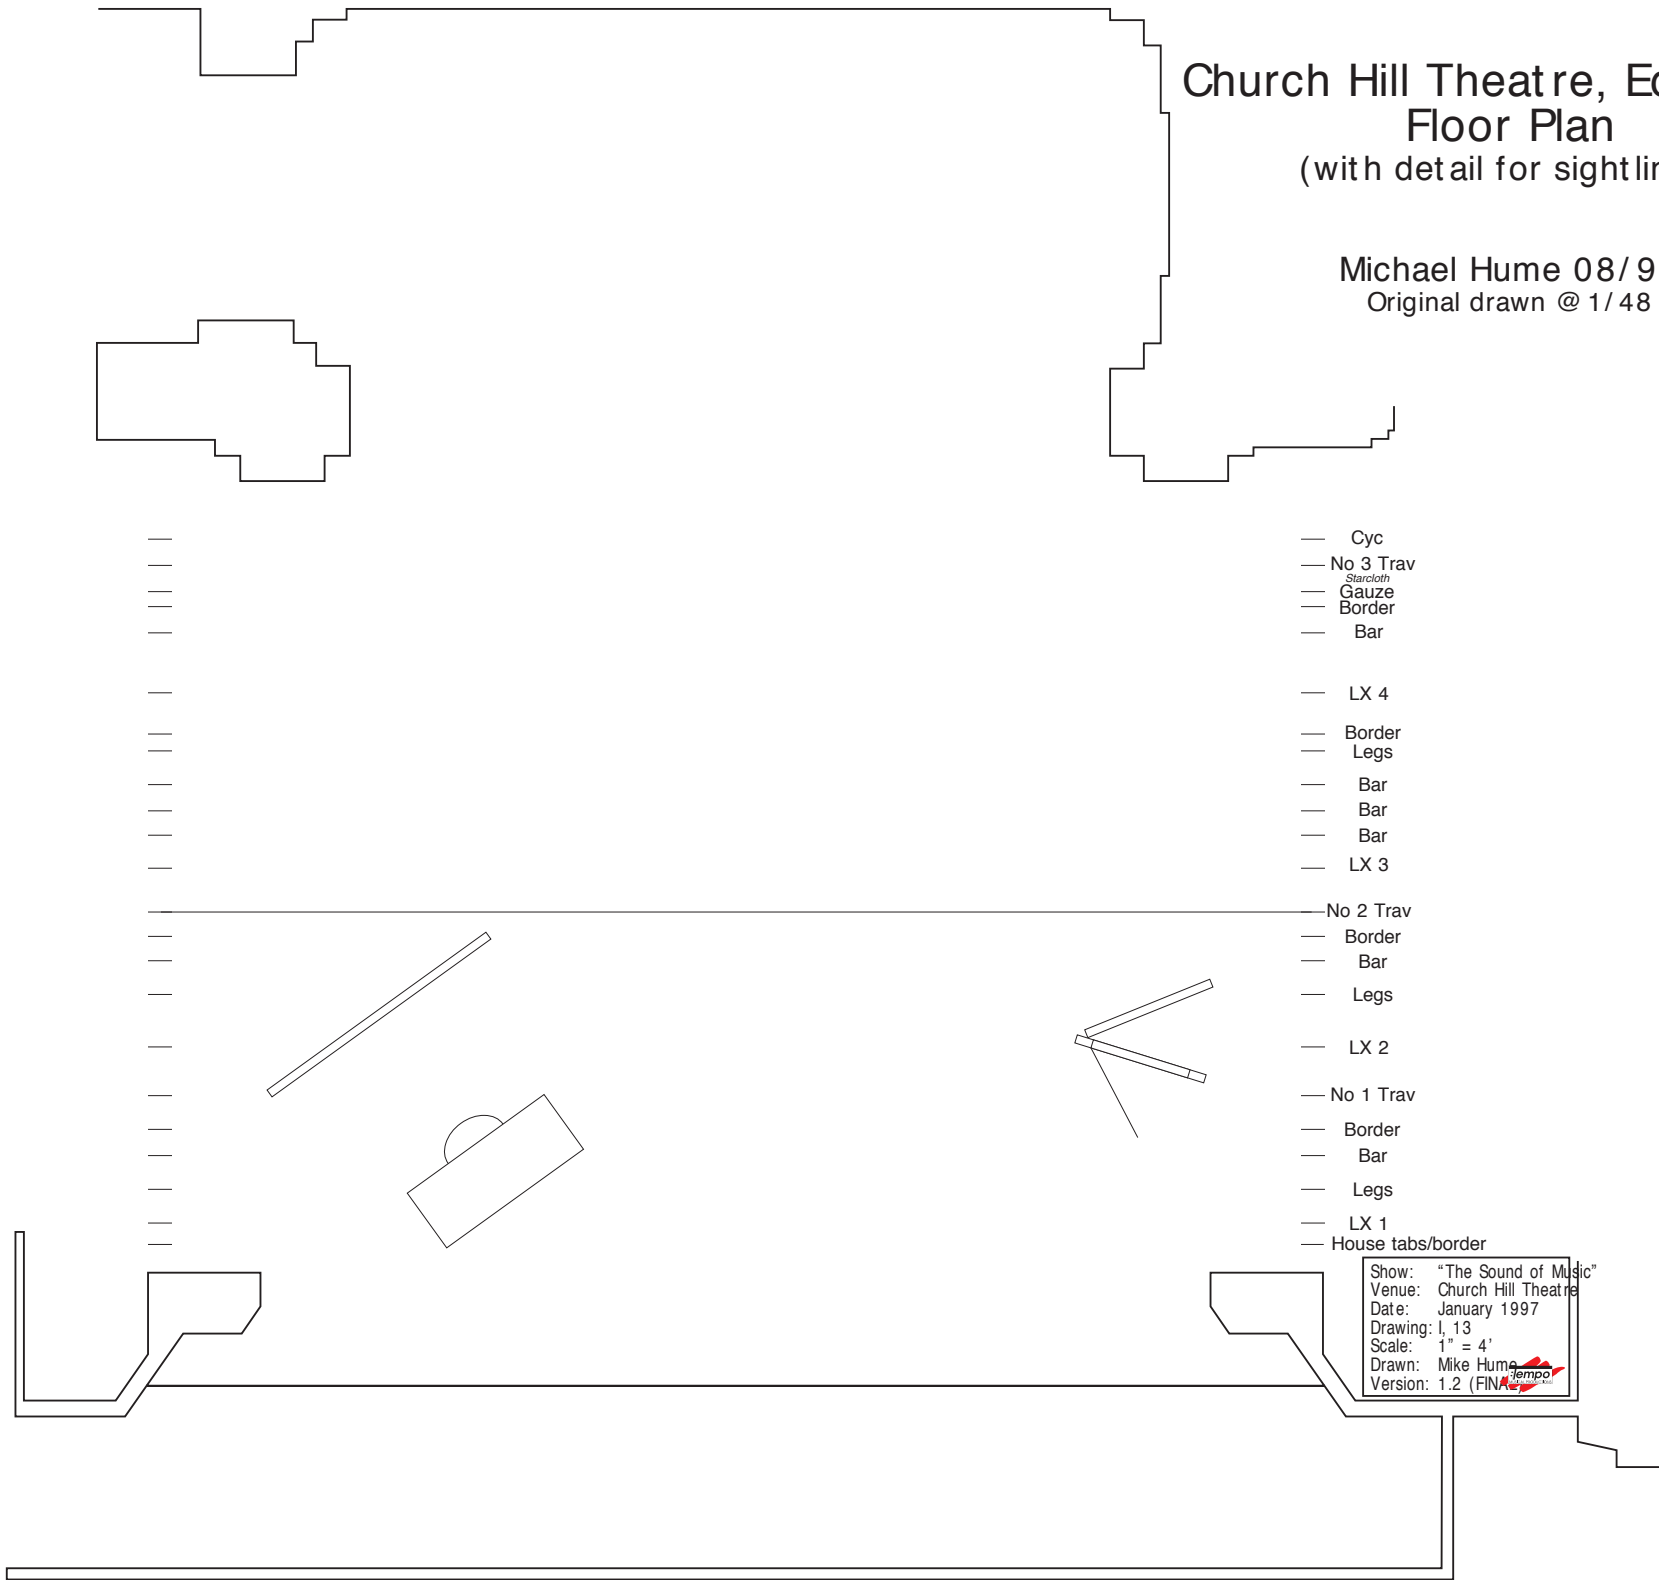 Church Hill Theatre, Ed
Floor Plan
(with detail for sightlin
Michael Hume 08/9
Original drawn @ 1/48
Cyc
No 3 Trav
Starcloth
Gauze
Border
Bar
LX 4
Border
Legs
Bar
Bar
Bar
LX 3
No 2 Trav
Border
Bar
Legs
LX 2
No 1 Trav
Border
Bar
Legs
LX 1
House tabs/border
Show: “The Sound of Music”
Venue: Church Hill Theatre
Date: January 1997
Drawing: I, 13
Scale: 1” = 4’
Drawn: Mike Hume
Version: 1.2 (FINAL)
Tempo